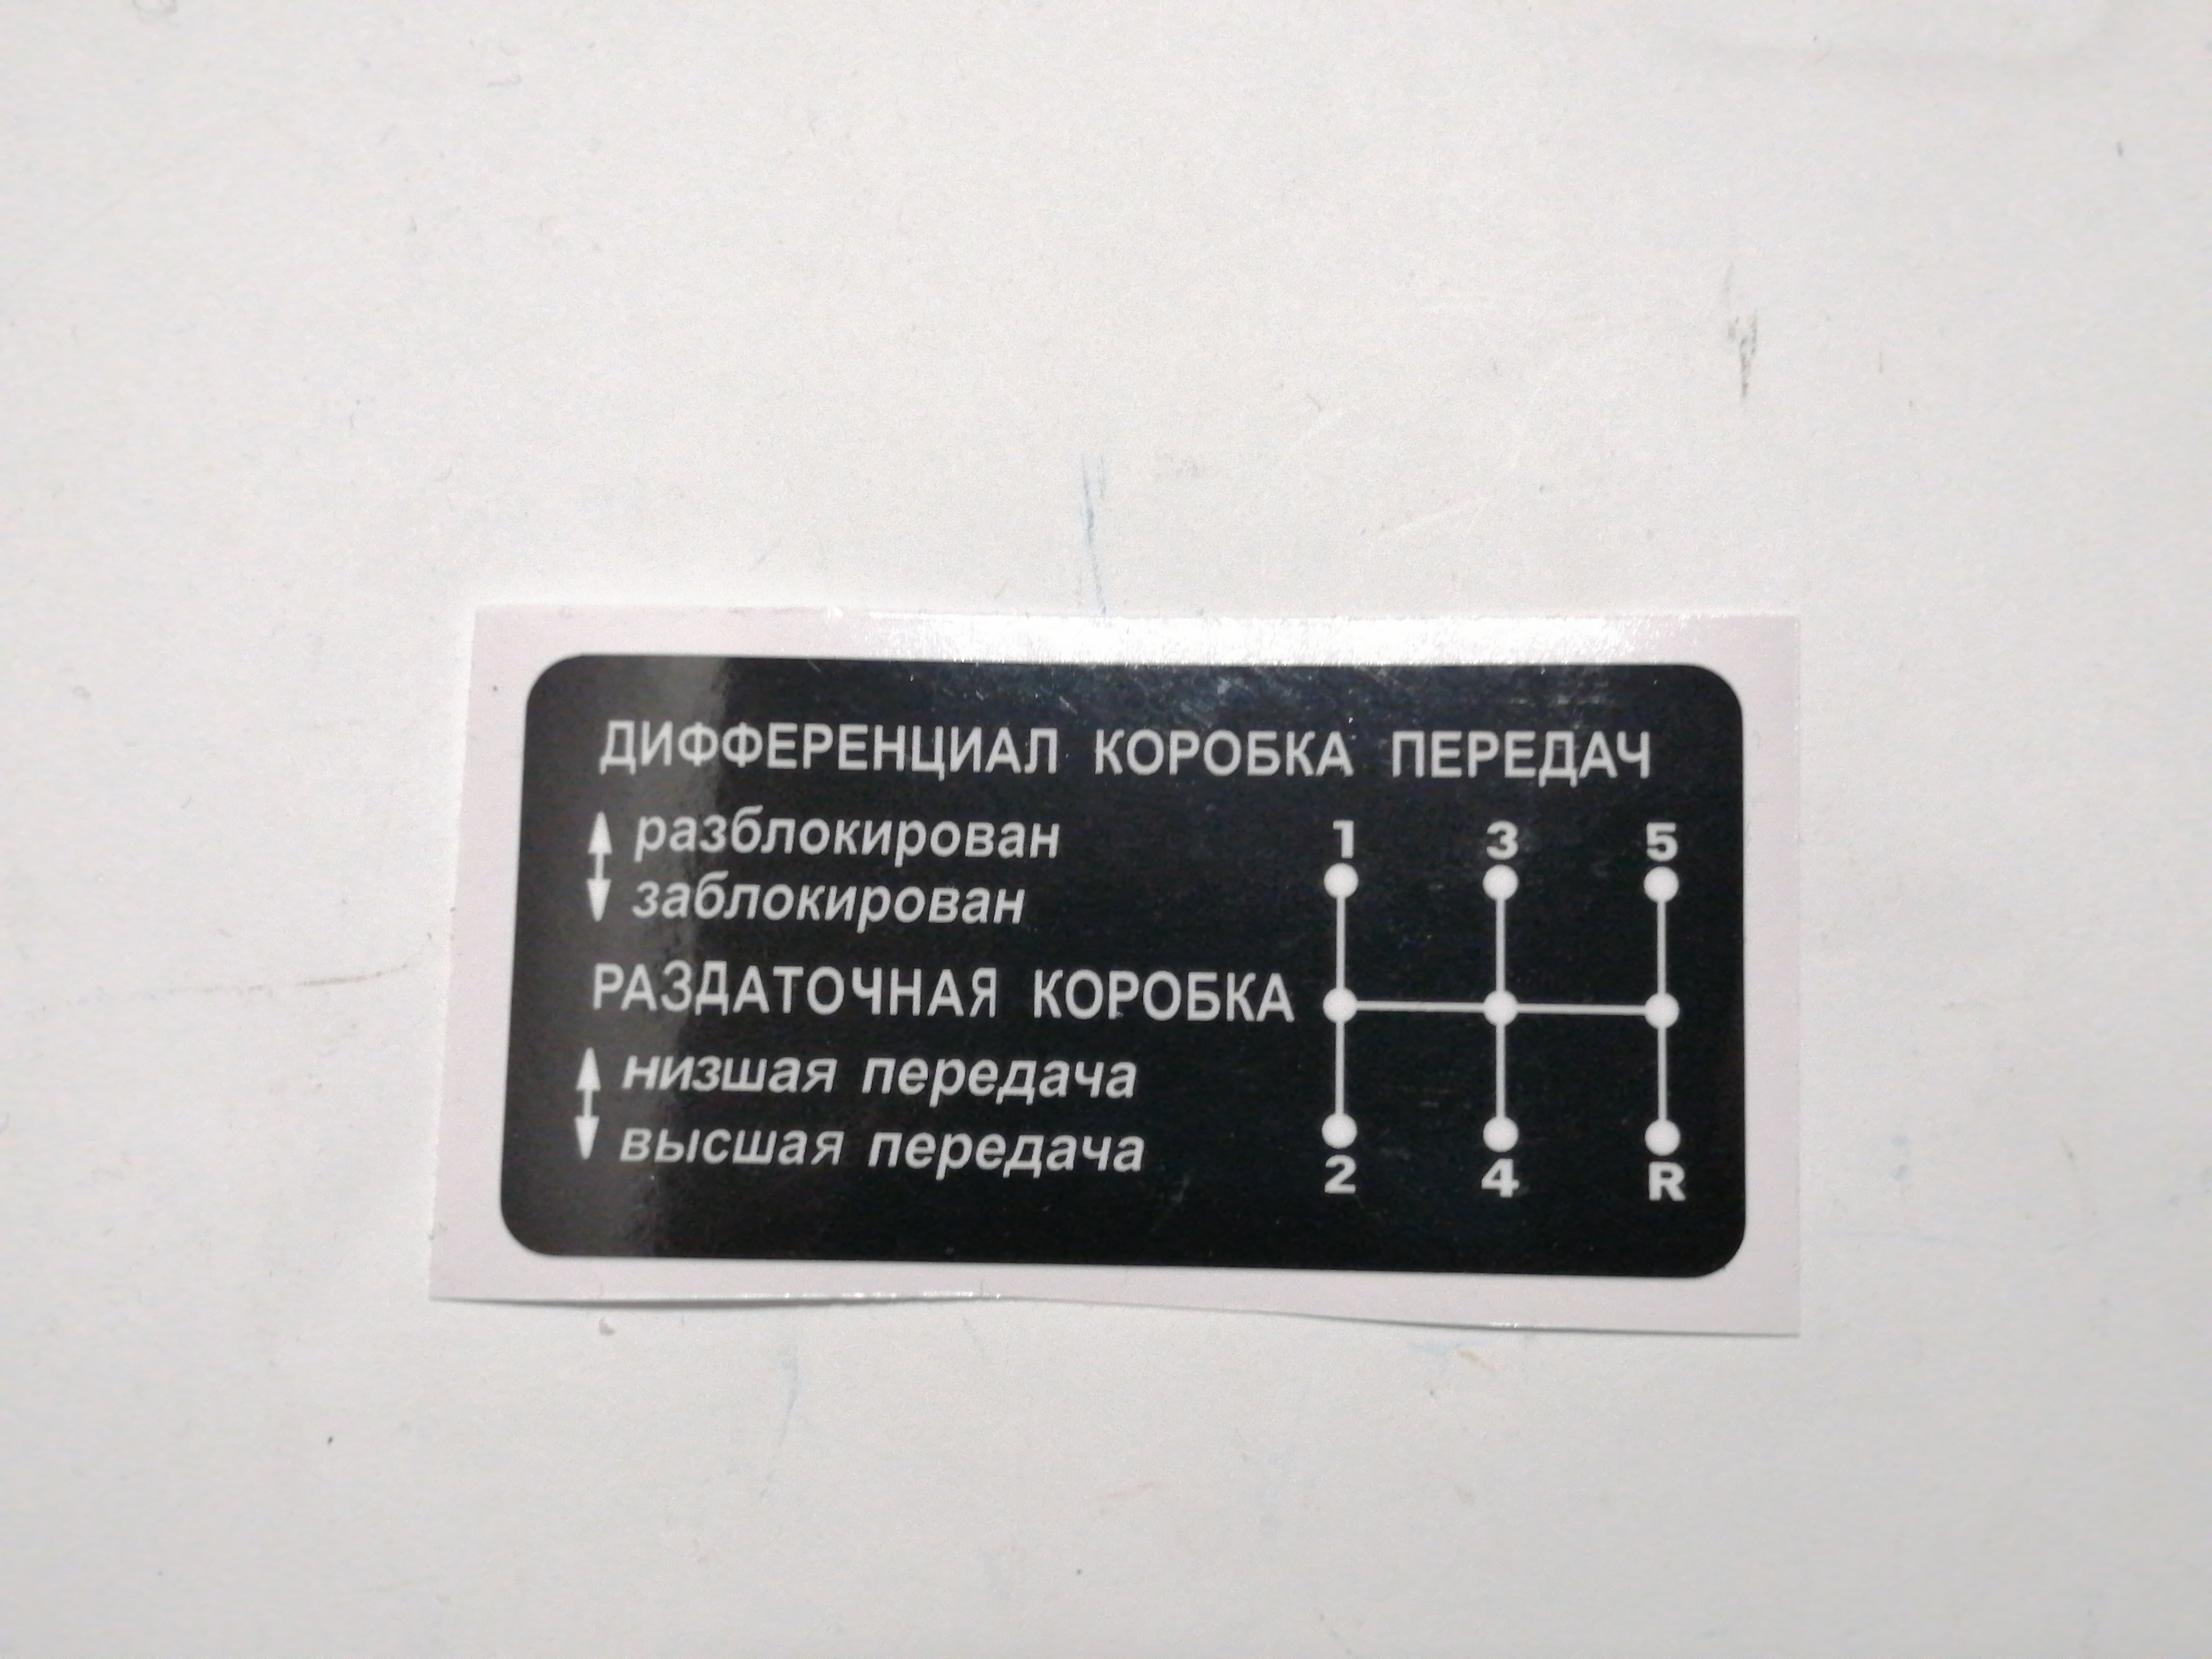 ДИФФЕРЕНЦИАЛ КОРОБКА ПЕРЕДАЧ
разблокирован
заблокирован
РАЗДАТОЧНАЯ КОРОБКА
низшая передача
высшая передача
1 3 5
2 4 R